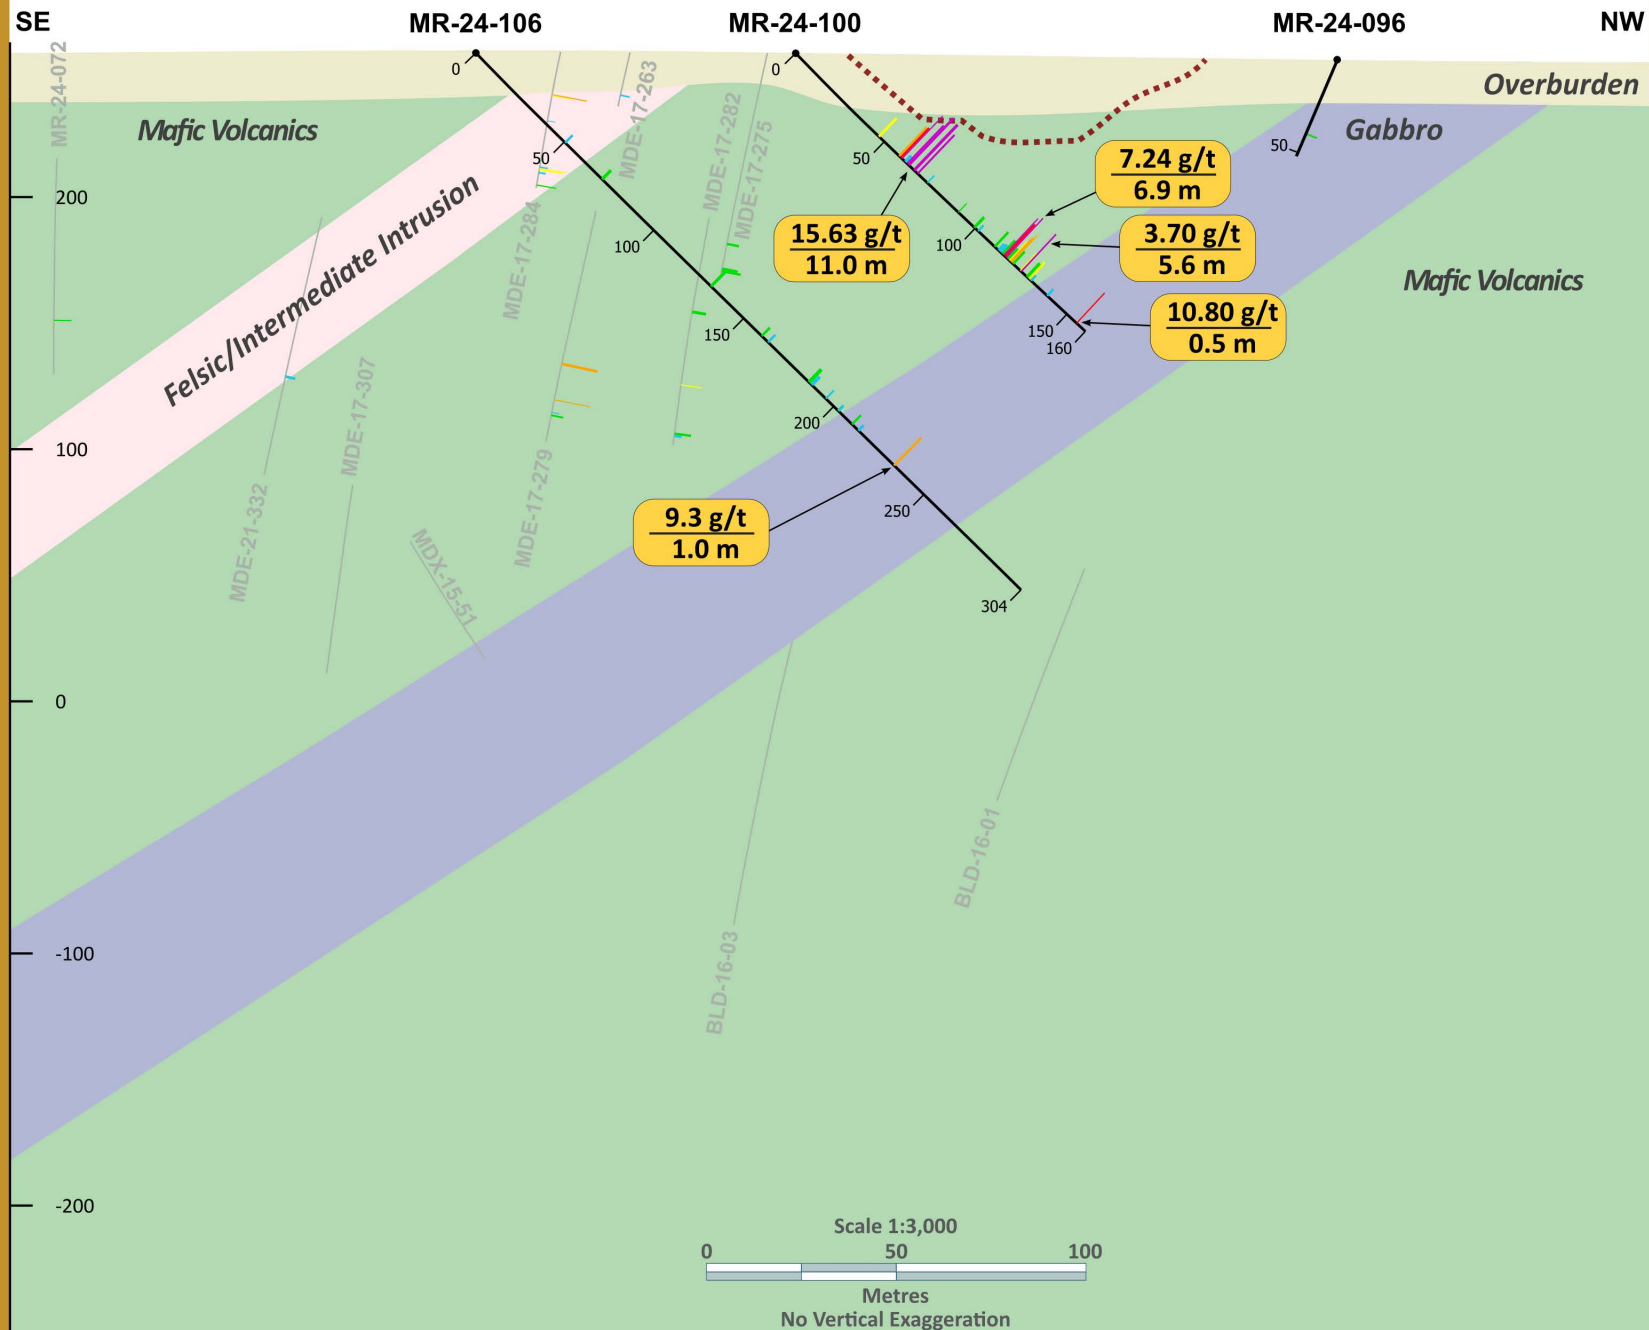 SE
MR-24-106
MR-24-100
MR-24-096
NW
MR-24-072
0
0
Overburden
Mafic Volcanics
MDE-17-263
MDE-17-282
MDE-17-275
Gabbro
50
50
50
7.24 g/t
6.9 m
200
Felsic/Intermediate Intrusion
MDE-17-284
100
15.63 g/t
11.0 m
100
3.70 g/t
5.6 m
Mafic Volcanics
150
150
160
10.80 g/t
0.5 m
MDE-17-307
200
100
MDE-21-332
MDE-17-279
MDX-15-51
9.3 g/t
1.0 m
250
304
0
BLD-16-01
BLD-16-03
-100
-200
Scale 1:3,000
0 50 100
Metres
No Vertical Exaggeration